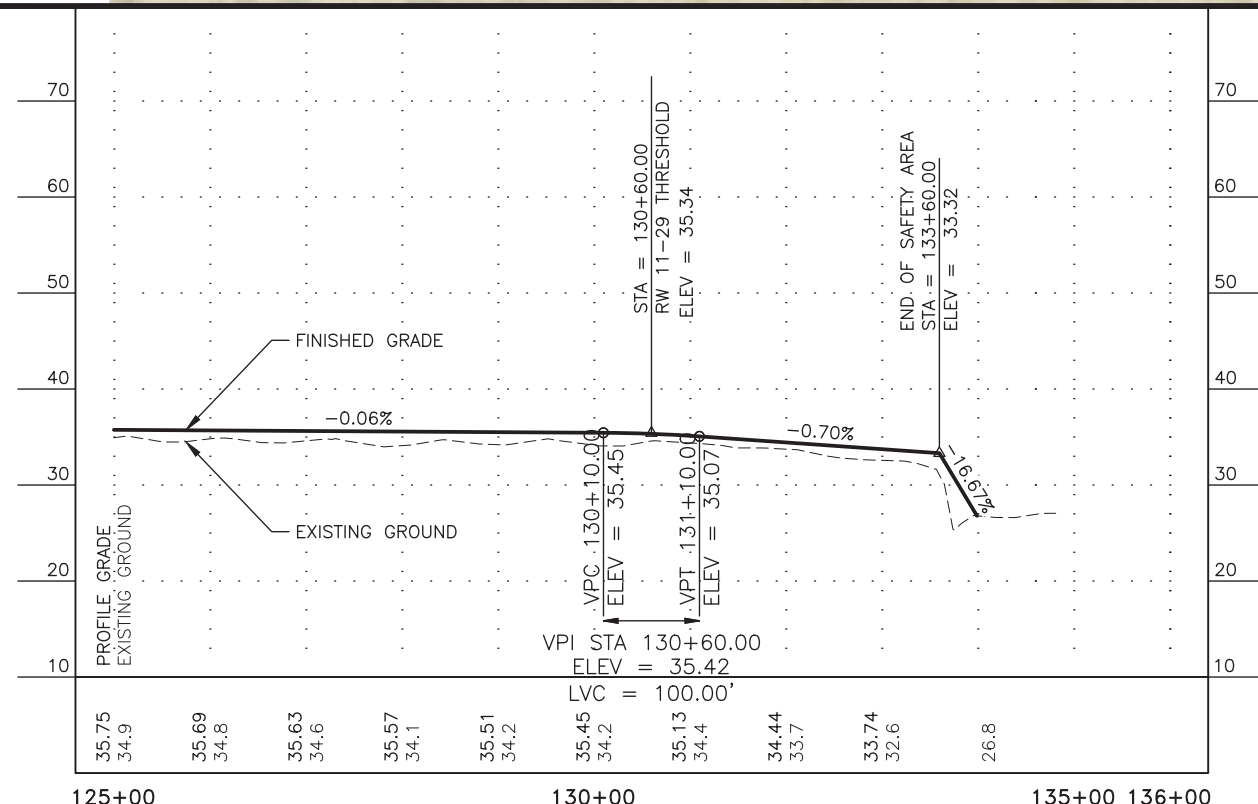 70
70
60
60
50
50
40
40
30
30
20
20
10
10
STA = 130+60.00
RW 11-29 THRESHOLD
ELEV = 35.34
END OF SAFETY AREA
STA = 133+60.00
ELEV = 33.32
FINISHED GRADE
-0.06%
-0.70%
-16.67%
EXISTING GROUND
VPC 130+10.00
ELEV = 35.45
VPT 131+10.00
ELEV = 35.07
PROFILE GRADE
EXISTING GROUND
VPI STA 130+60.00
ELEV = 35.42
LVC = 100.00'
35.75
34.9
35.69
34.8
35.63
34.6
35.57
34.1
35.51
34.2
35.45
34.2
35.13
34.4
34.44
33.7
33.74
32.6
26.8
125+00
130+00
135+00
136+00